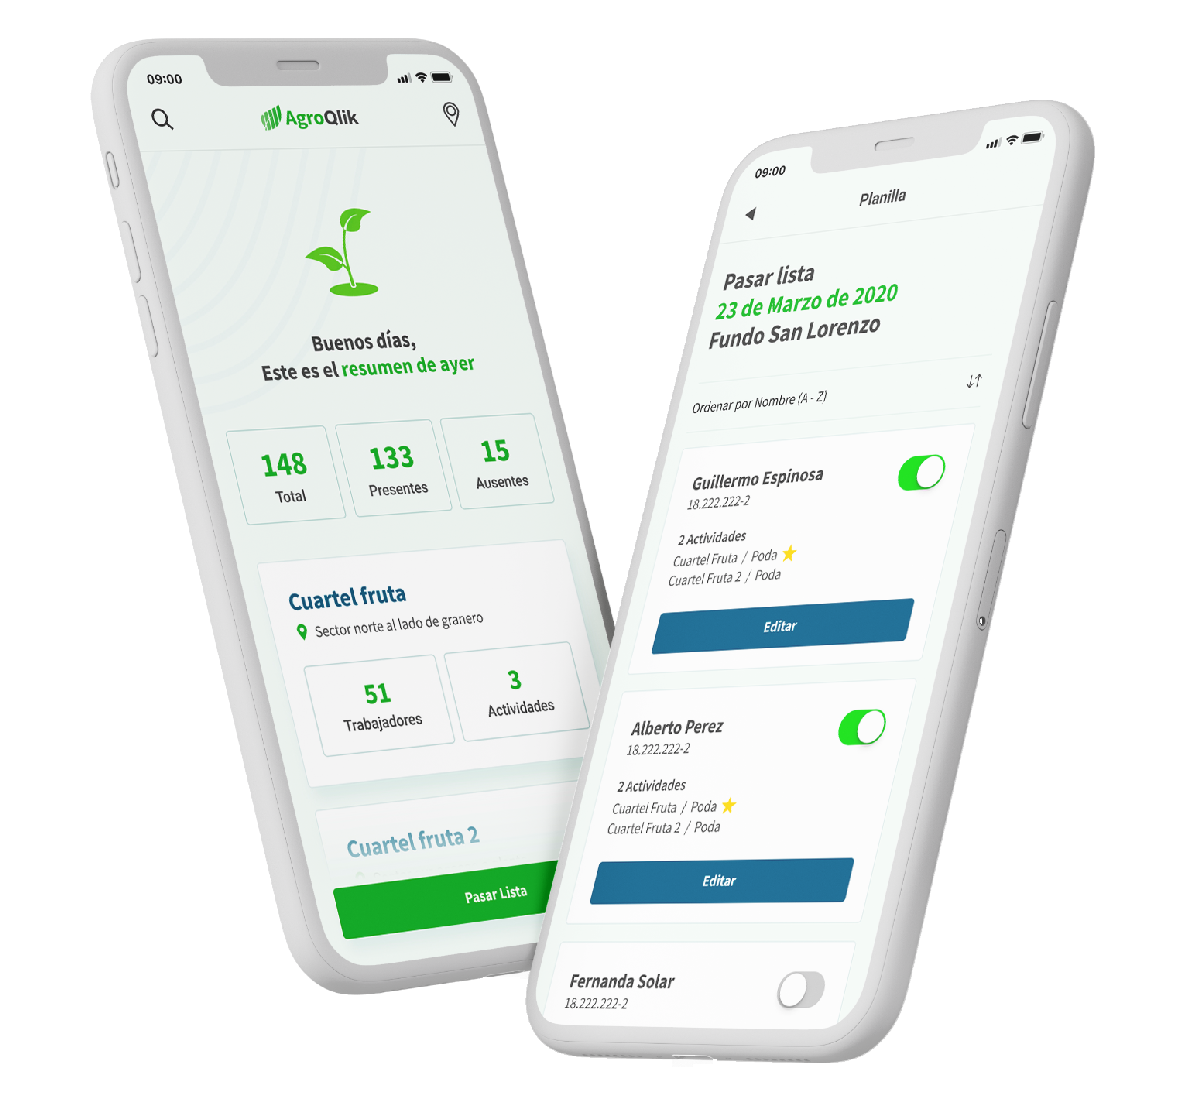 09:00
AgroQlik
Buenos días,
Este es el resumen de ayer
148
Total
133
Presentes
15
Ausentes
Cuartel fruta
Sector norte al lado de granero
51
Trabajadores
3
Actividades
Cuartel fruta 2
Pasar Lista
09:00
Planilla
Pasar lista
23 de Marzo de 2020
Fundo San Lorenzo
Ordenar por Nombre (A - Z)
Guillermo Espinosa
18.222.222-2
2 Actividades
Cuartel Fruta / Poda
Cuartel Fruta 2 / Poda
Editar
Alberto Perez
18.222.222-2
2 Actividades
Cuartel Fruta / Poda
Cuartel Fruta 2 / Poda
Editar
Fernanda Solar
18.222.222-2